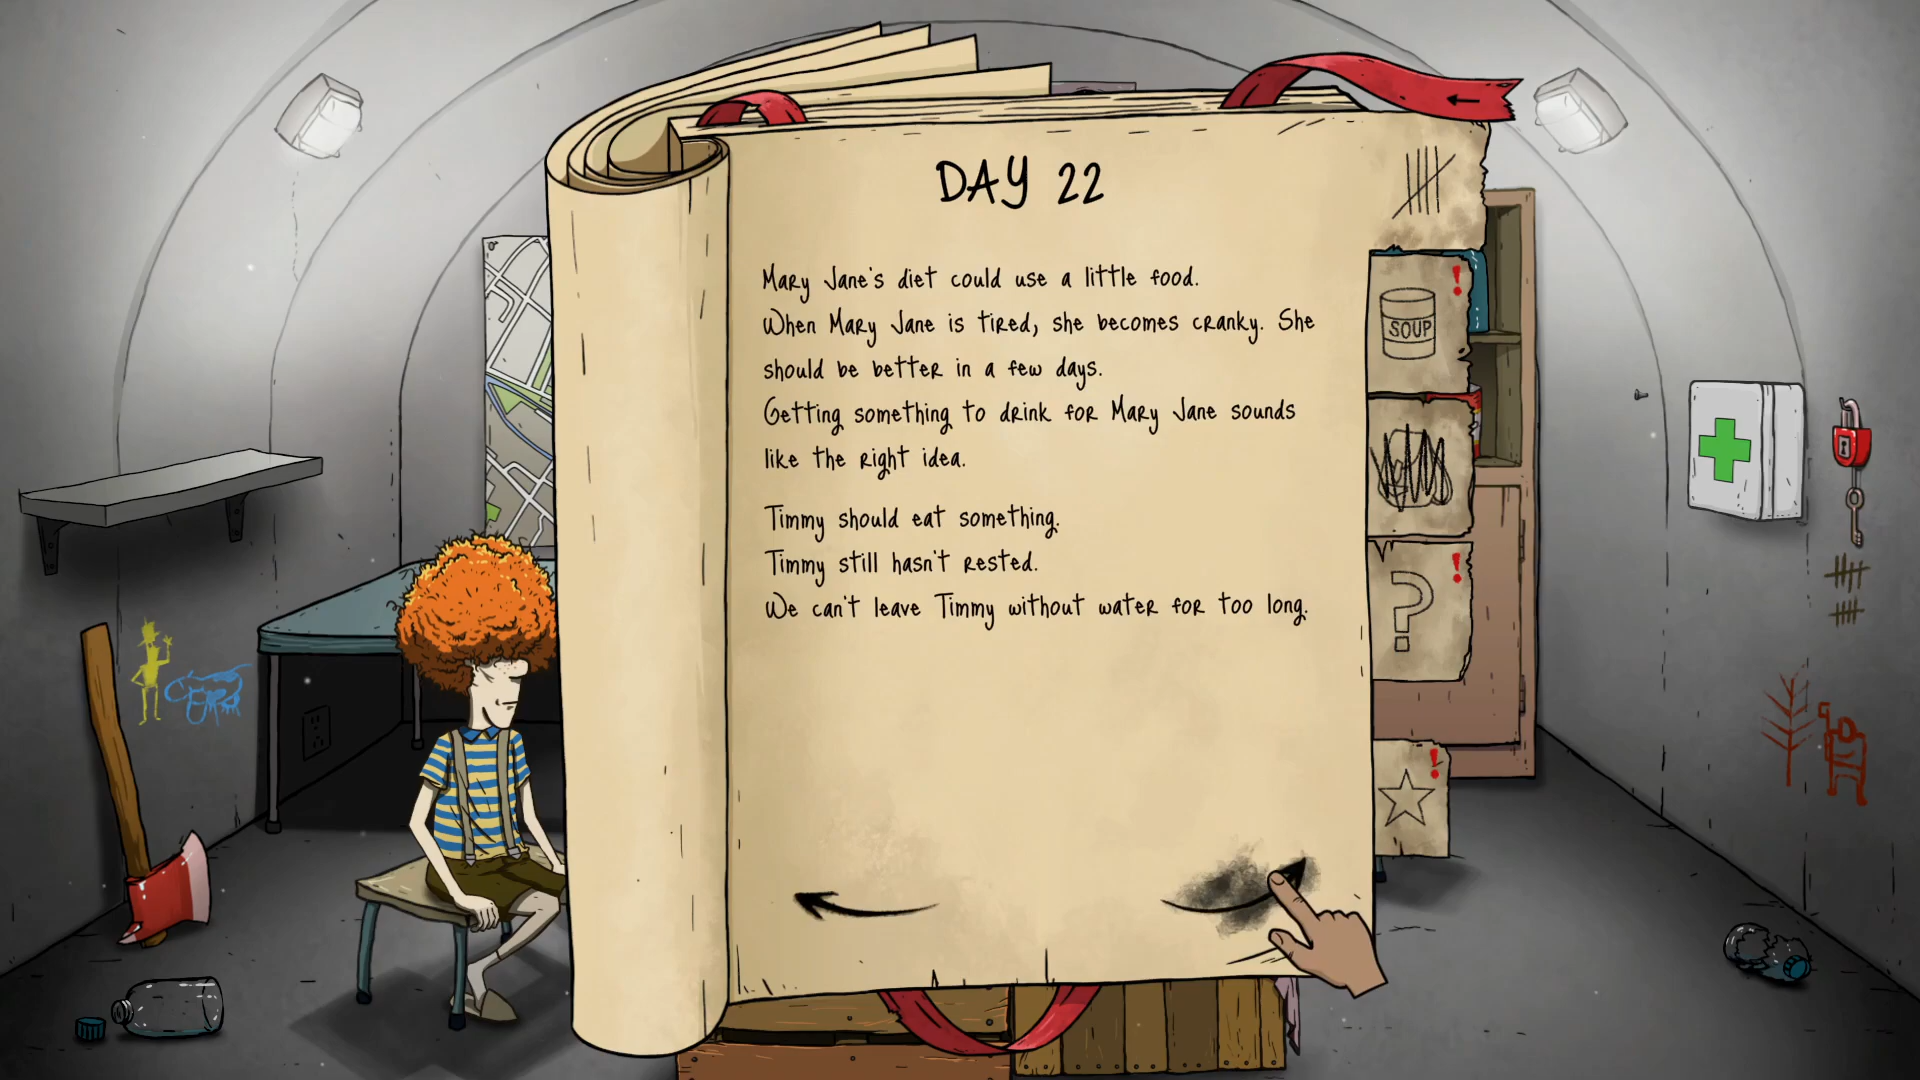 DAY 22
Mary Jane's diet could use a little food.
When Mary Jane is tired, she becomes cranky. She
should be better in a few days.
Getting something to drink for Mary Jane sounds
like the right idea.
Timmy should eat something.
Timmy still hasn't rested.
We can't leave Timmy without water for too long.
!
SOUP
!
?
!